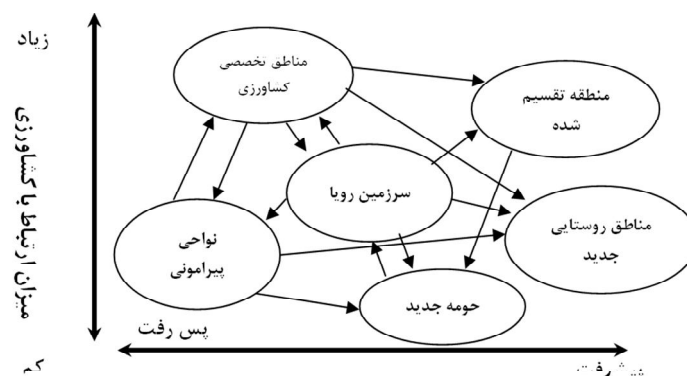 زیاد
میزان ارتباط با کشاورزی
مناطق تخصصی
کشاورزی
منطقه تقسیم
شده
سرزمین رویا
مناطق روستایی
جدید
نواحی
پیرامونی
حومه جدید
پس رفت